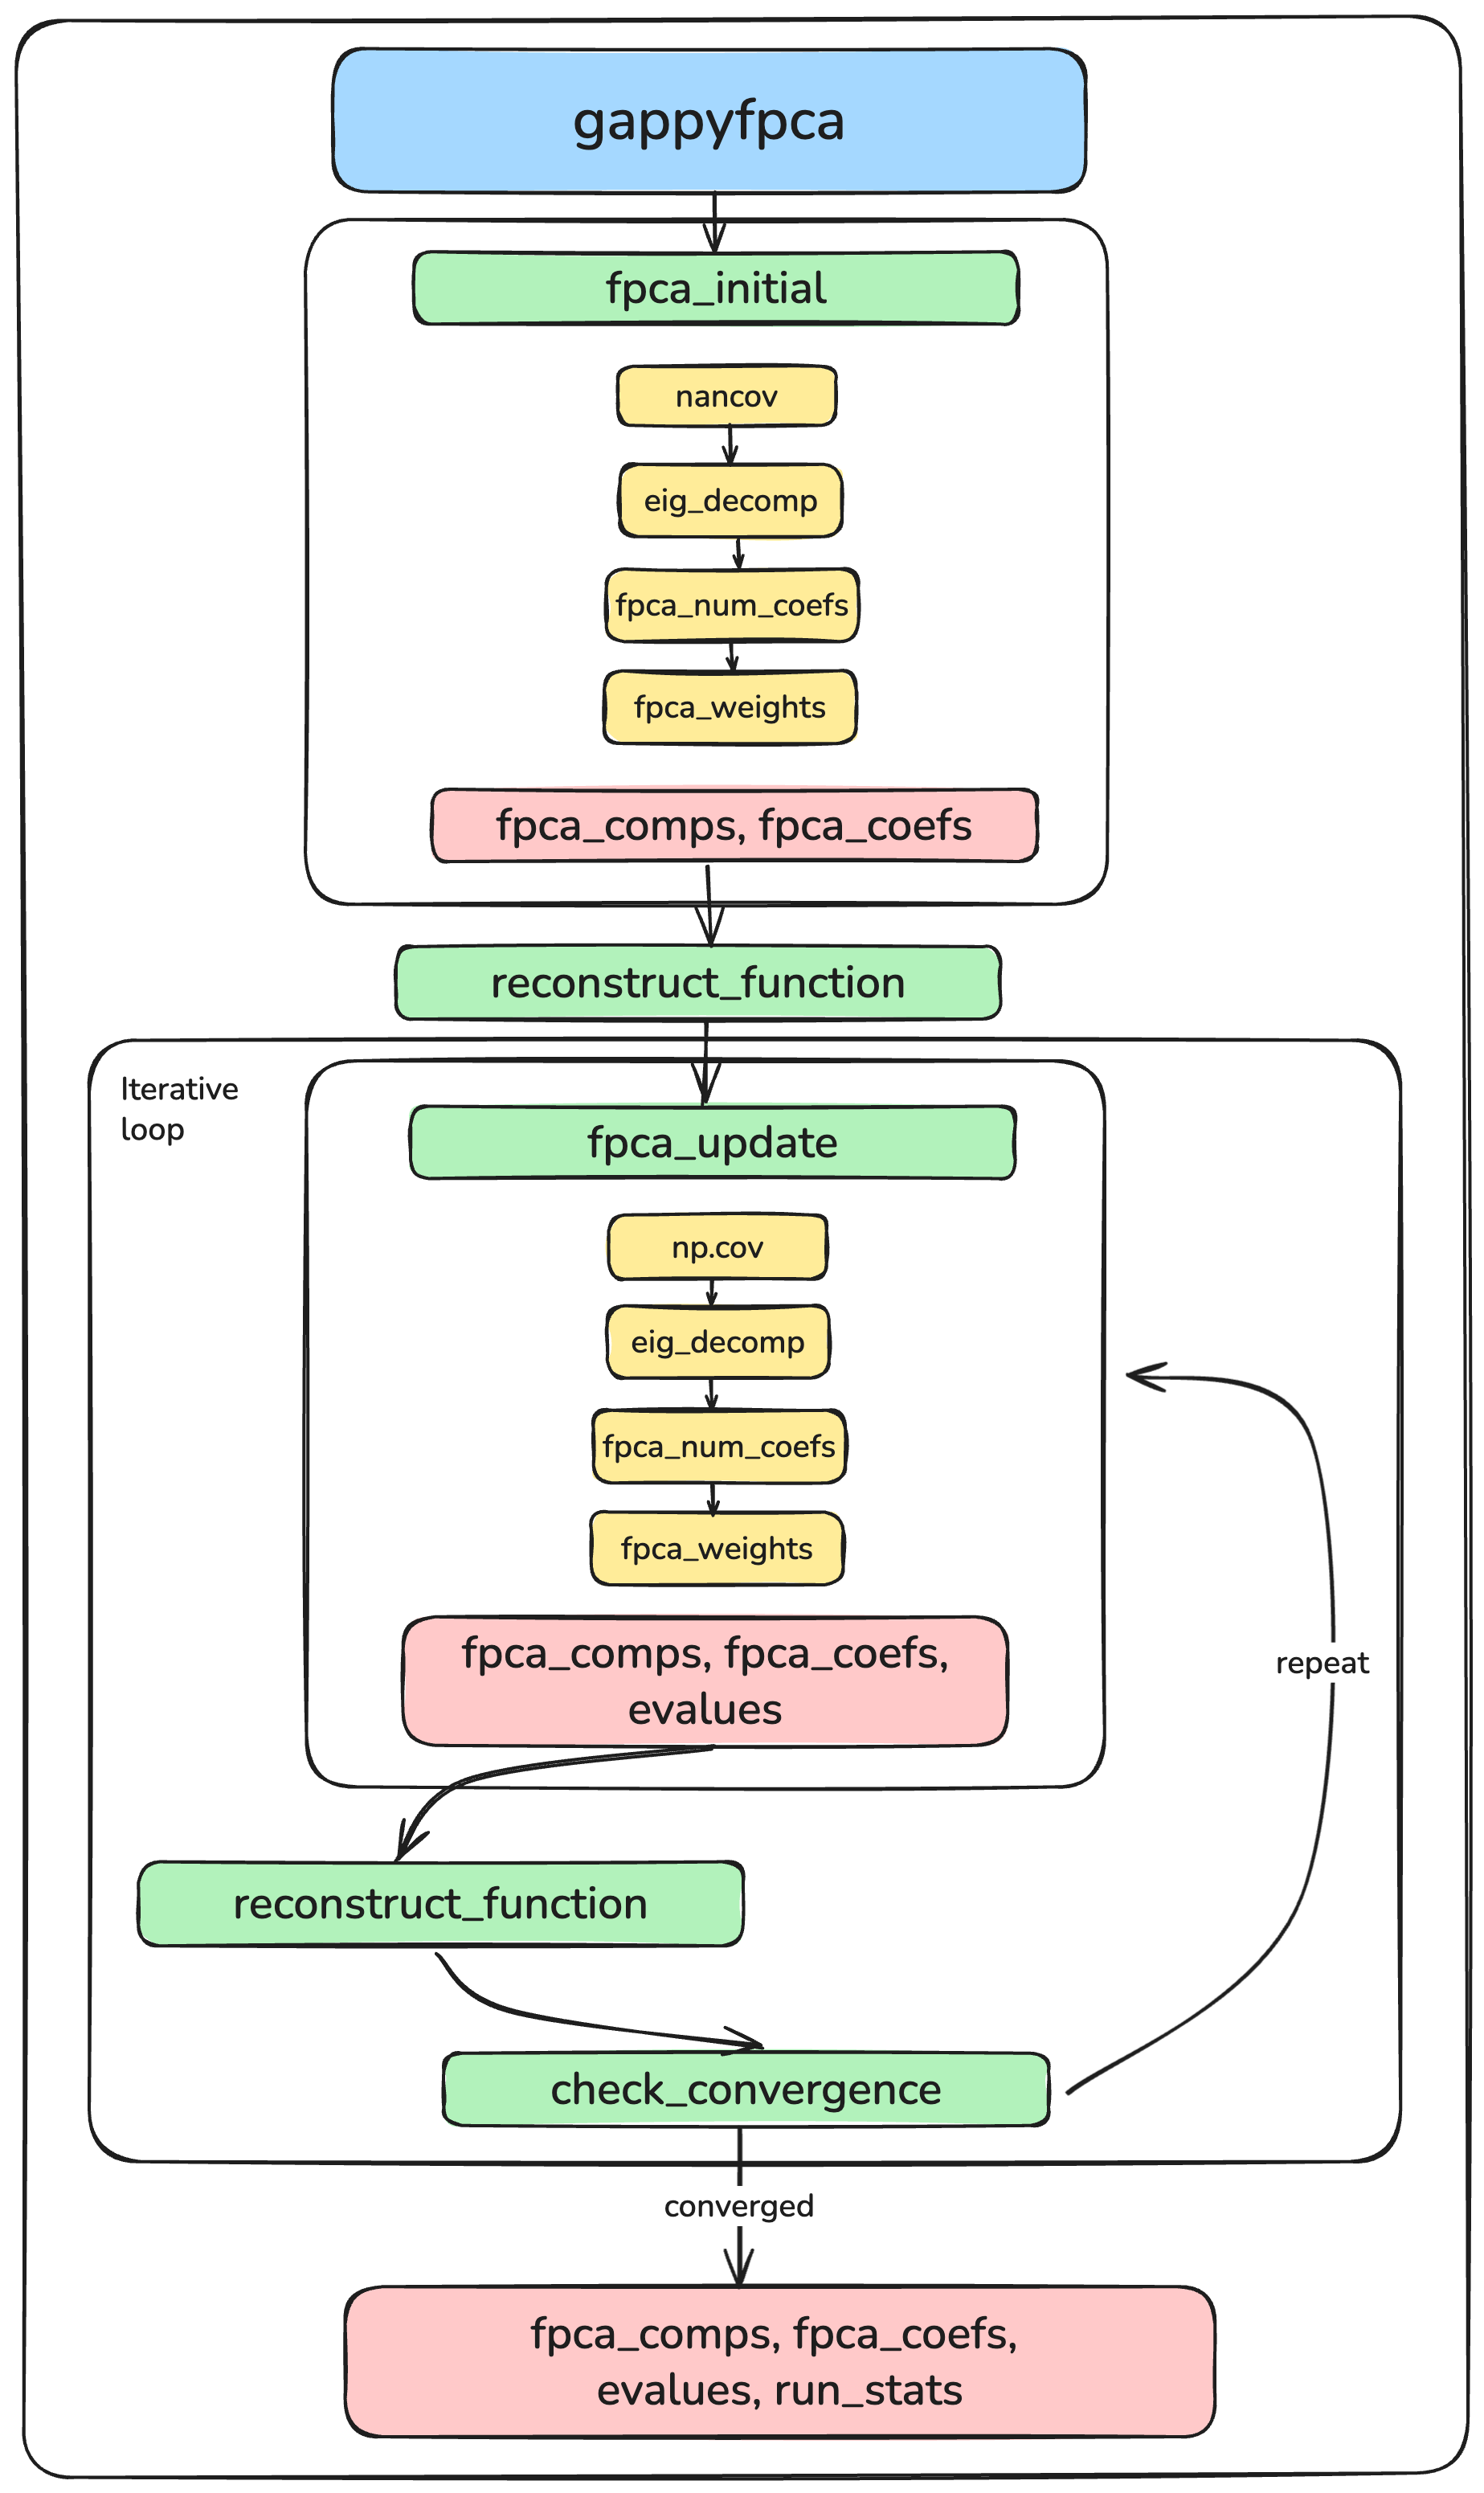 gappyfpca
fpca_initial
nancov
eig_decomp
fpca_num_coefs
fpca_weights
fpca_comps, fpca_coefs
reconstruct_function
Iterative
loop
fpca_update
np.cov
eig_decomp
fpca_num_coefs
fpca_weights
fpca_comps, fpca_coefs,
evalues
repeat
reconstruct_function
check_convergence
converged
fpca_comps, fpca_coefs,
evalues, run_stats